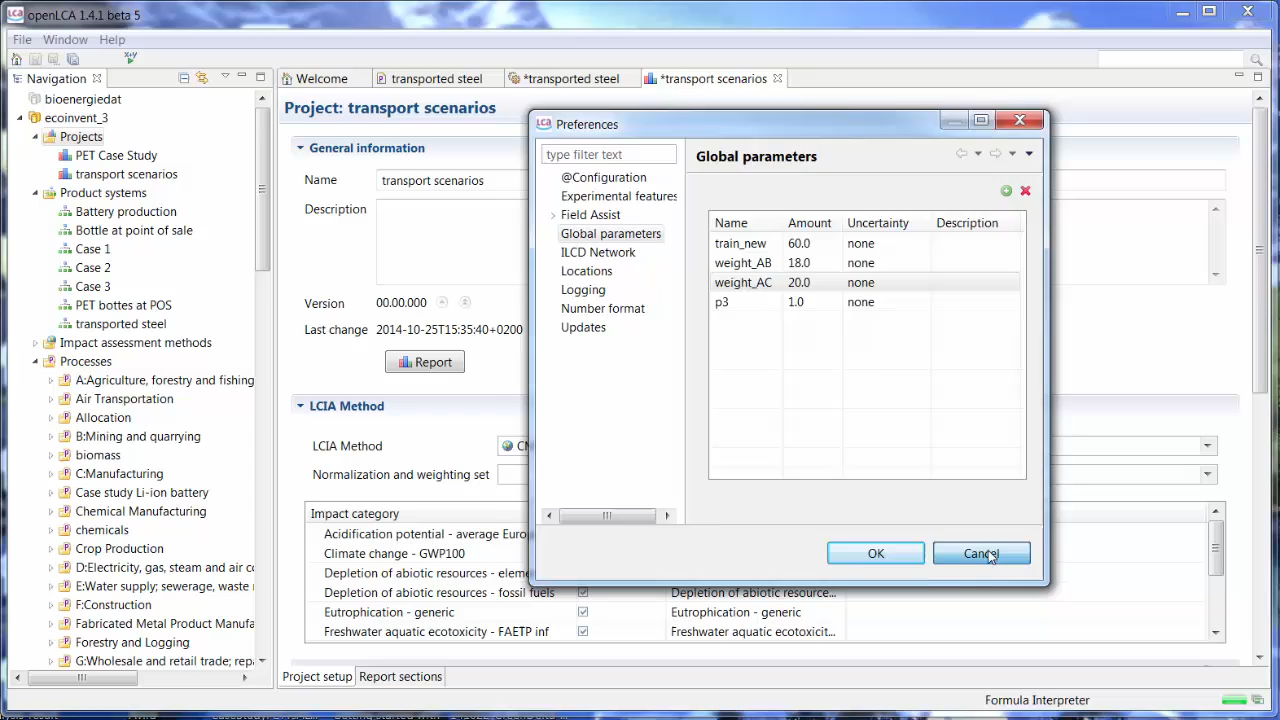 openLCA 1.4.1 beta 5
File Window Help
Navigation
Welcome
transported steel
*transported steel
*transport scenarios
bioenergiedat
ecoinvent_3
Projects
PET Case Study
transport scenarios
Product systems
Battery production
Bottle at point of sale
Case 1
Case 2
Case 3
PET bottes at POS
transported steel
Impact assessment methods
Processes
A:Agriculture, forestry and fishing
Air Transportation
Allocation
B:Mining and quarrying
biomass
C:Manufacturing
Case study Li-ion battery
Chemical Manufacturing
chemicals
Crop Production
D:Electricity, gas, steam and air co
E:Water supply; sewerage, waste
F:Construction
Fabricated Metal Product Manufa
Forestry and Logging
G:Wholesale and retail trade; repa
Project: transport scenarios
General information
Name transport scenarios
Description
Version 00.00.000
Last change 2014-10-25T15:35:40+0200
Report
LCIA Method
LCIA Method
Normalization and weighting set
Impact category
Acidification potential - average Euro
Climate change - GWP100
Depletion of abiotic resources - eleme
Depletion of abiotic resources - fossil fuels Depletion of abiotic resource...
Eutrophication - generic Eutrophication - generic
Freshwater aquatic ecotoxicity - FAETP inf Freshwater aquatic ecotoxicit...
Project setup Report sections
Preferences
type filter text
@Configuration
Experimental features
Field Assist
Global parameters
ILCD Network
Locations
Logging
Number format
Updates
Global parameters
Name Amount Uncertainty Description
train_new 60.0 none
weight_AB 18.0 none
weight_AC 20.0 none
p3 1.0 none
OK Cancel
Formula Interpreter